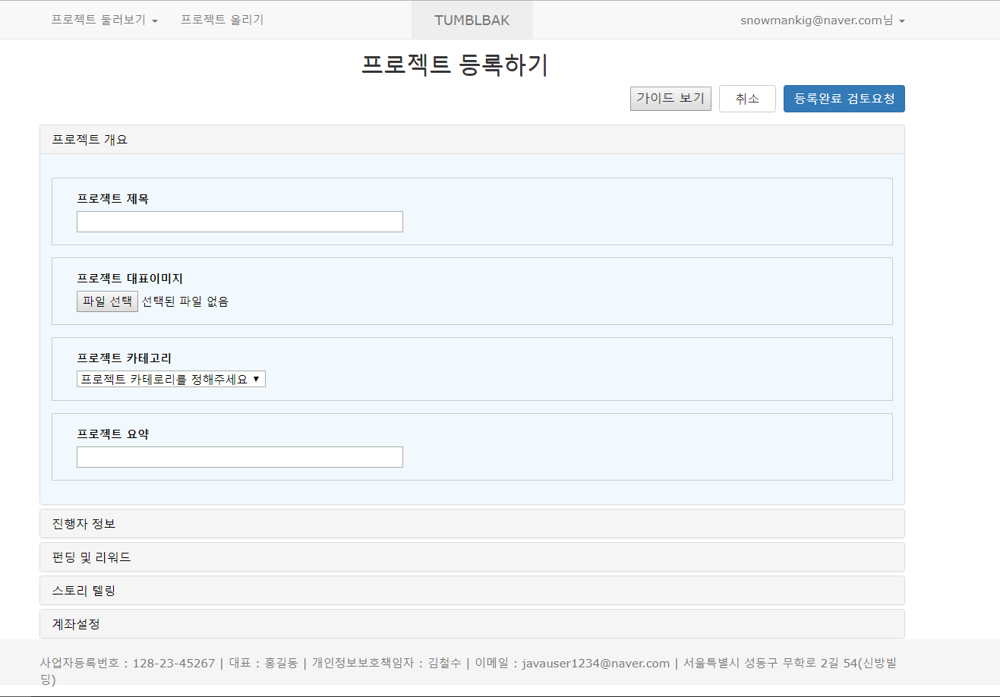 프로젝트 둘러보기 프로젝트 올리기 TUMBLBAK snowmankig@naver.com님
프로젝트 등록하기
가이드 보기 취소 등록완료 검토요청
프로젝트 개요
프로젝트 제목
프로젝트 대표이미지
파일 선택 선택된 파일 없음
프로젝트 카테고리
프로젝트 카테로리를 정해주세요
프로젝트 요약
진행자 정보
펀딩 및 리워드
스토리 텔링
계좌설정
사업자등록번호 : 128-23-45267 | 대표 : 홍길동 | 개인정보보호책임자 : 김철수 | 이메일 : javauser1234@naver.com | 서울특별시 성동구 무학로 2길 54(신방빌
딩)